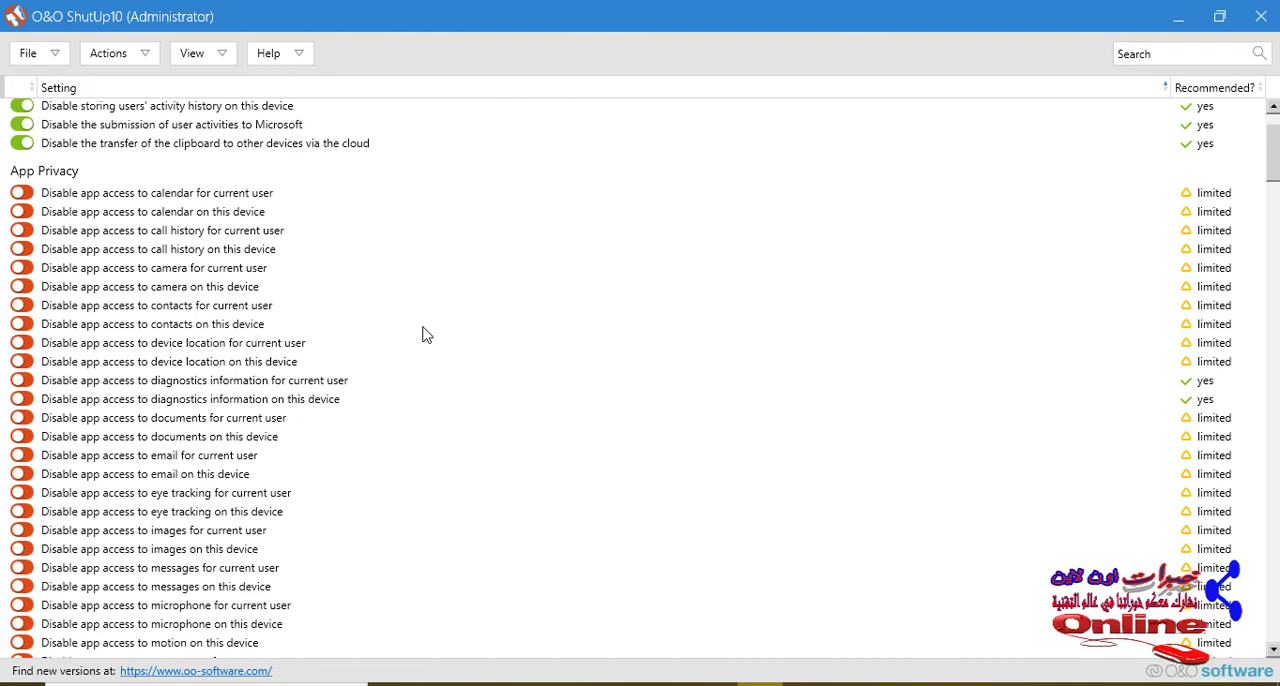 O&O ShutUp10 (Administrator)
File Actions View Help Search
Setting Recommended?
Disable storing users' activity history on this device yes
Disable the submission of user activities to Microsoft yes
Disable the transfer of the clipboard to other devices via the cloud yes
App Privacy
Disable app access to calendar for current user limited
Disable app access to calendar on this device limited
Disable app access to call history for current user limited
Disable app access to call history on this device limited
Disable app access to camera for current user limited
Disable app access to camera on this device limited
Disable app access to contacts for current user limited
Disable app access to contacts on this device limited
Disable app access to device location for current user limited
Disable app access to device location on this device limited
Disable app access to diagnostics information for current user yes
Disable app access to diagnostics information on this device yes
Disable app access to documents for current user limited
Disable app access to documents on this device limited
Disable app access to email for current user limited
Disable app access to email on this device limited
Disable app access to eye tracking for current user limited
Disable app access to eye tracking on this device limited
Disable app access to images for current user limited
Disable app access to images on this device limited
Disable app access to messages for current user limited
Disable app access to messages on this device limited
Disable app access to microphone for current user limited
Disable app access to microphone on this device limited
Disable app access to motion on this device limited
خبرات اون لاين
نشارك معكم خبراتنا في عالم التقنية
Online
Find new versions at: https://www.oo-software.com/ O&O software